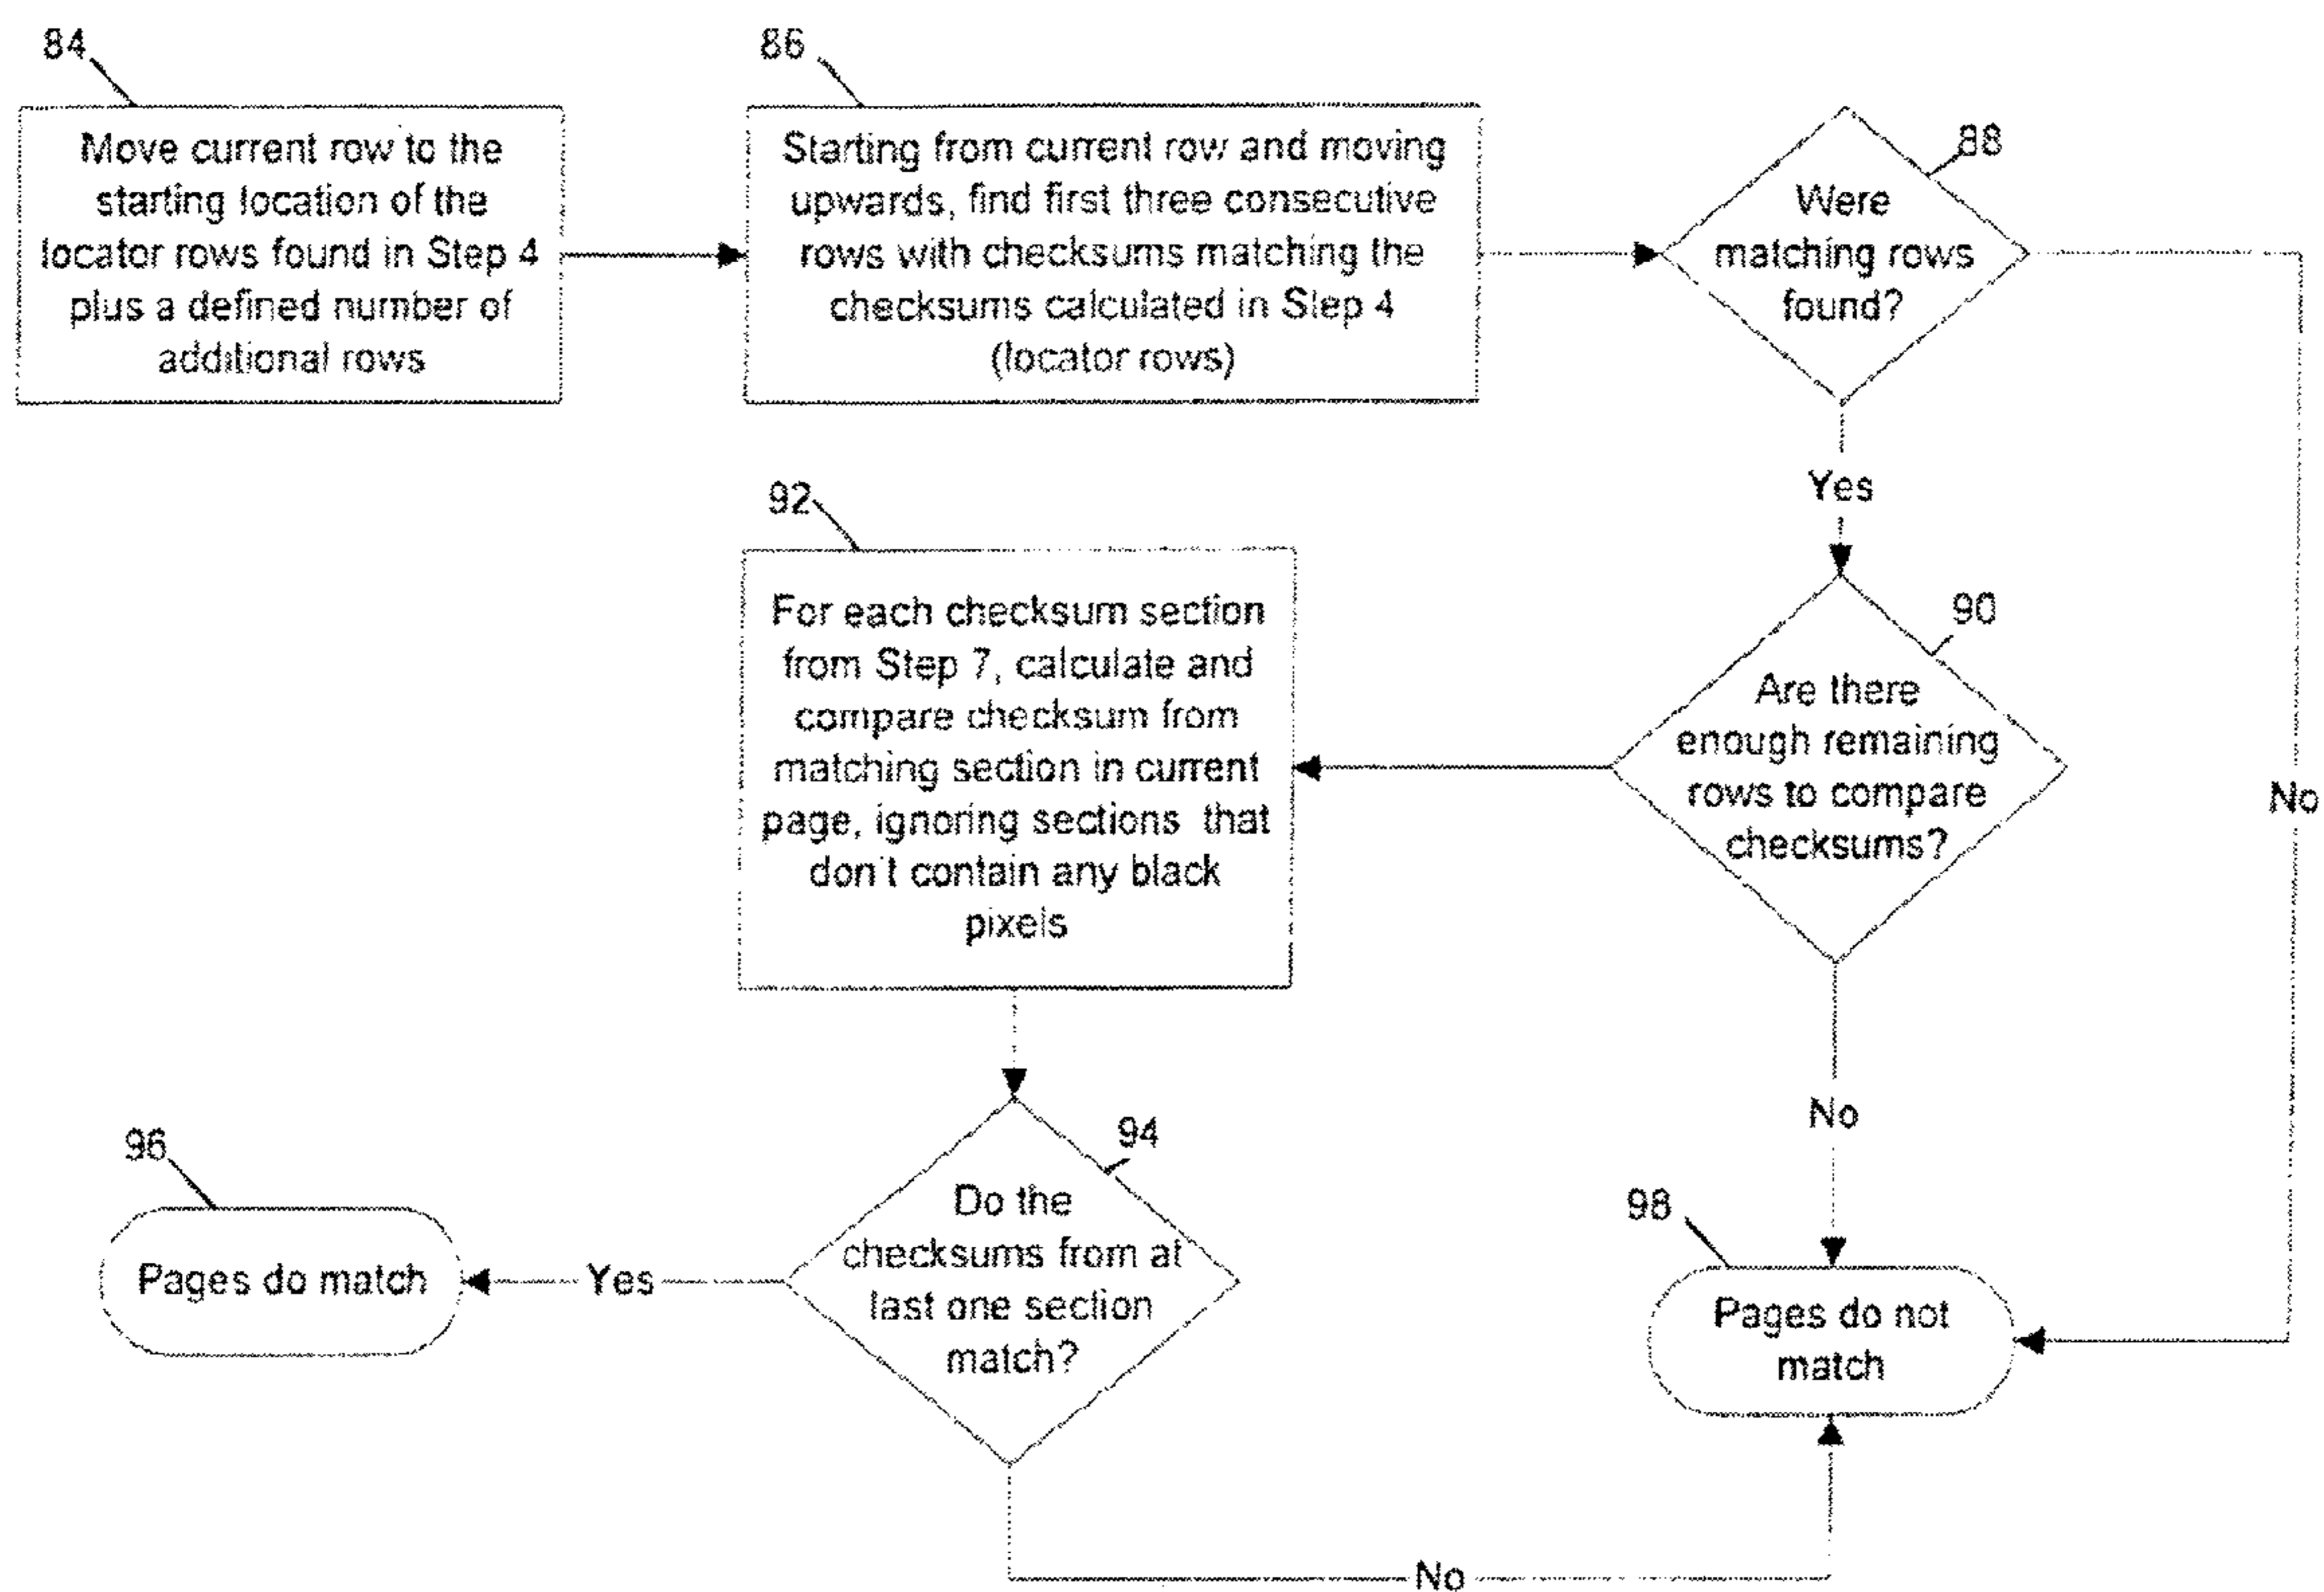 84
Move current row to the
starting location of the
locator rows found in Step 4
plus a defined number of
additional rows
86
Starting from current row and moving
upwards, find first three consecutive
rows with checksums matching the
checksums calculated in Step 4
(locator rows)
88
Were
matching rows
found?
Yes
No
90
Are there
enough remaining
rows to compare
checksums?
92
For each checksum section
from Step 7, calculate and
compare checksum from
matching section in current
page, ignoring sections that
don't contain any black
pixels
No
94
Do the
checksums from at
last one section
match?
Yes
96
Pages do match
98
Pages do not
match
No